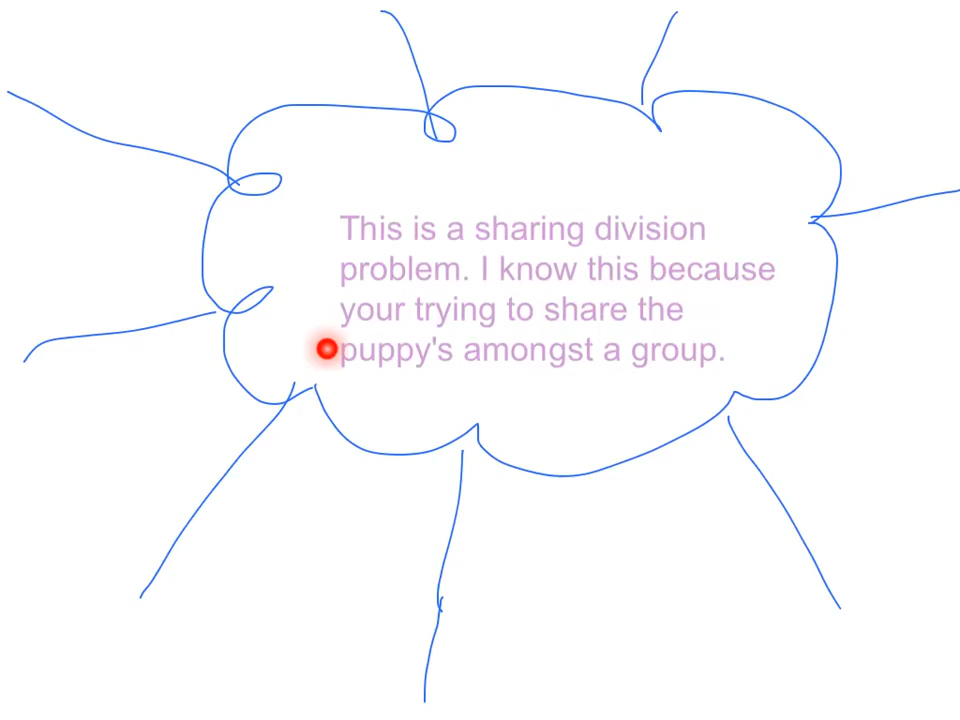 This is a sharing division
problem. I know this because
your trying to share the
puppy's amongst a group.